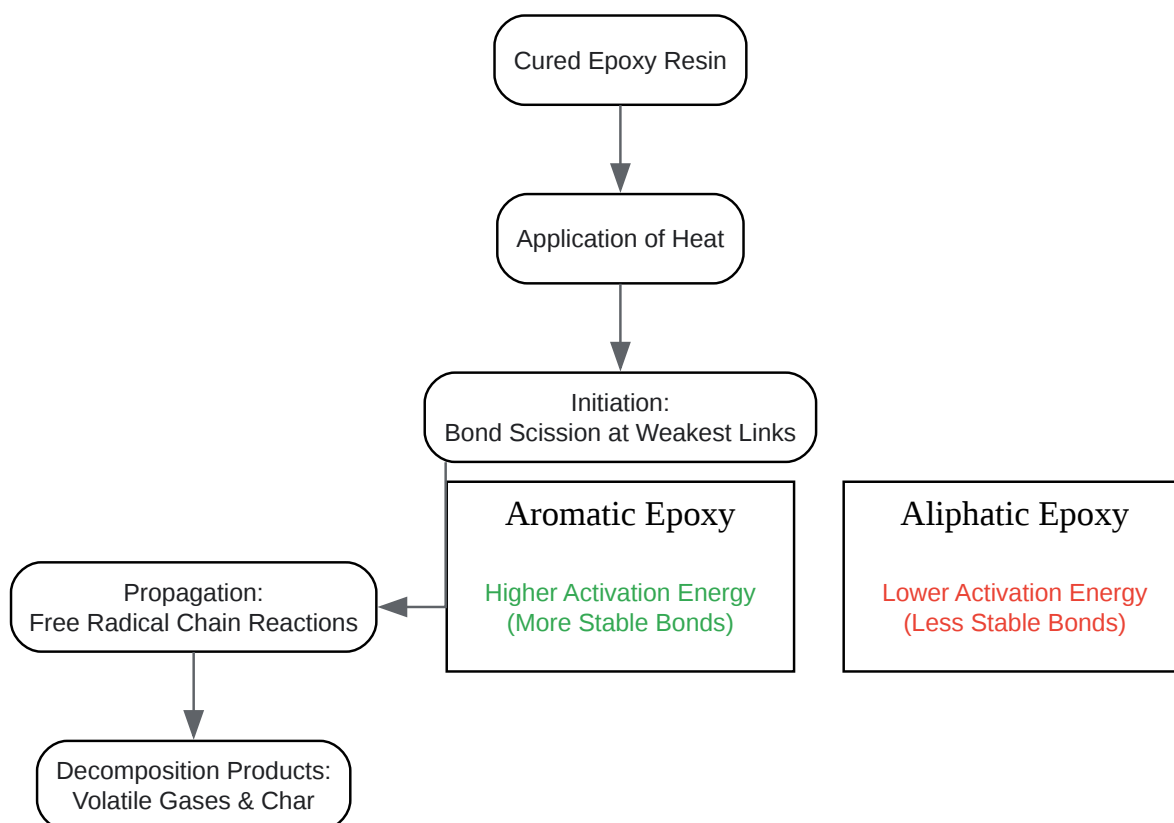 Cured Epoxy Resin
Application of Heat
Initiation:
Bond Scission at Weakest Links
Aromatic Epoxy
Higher Activation Energy
(More Stable Bonds)
Aliphatic Epoxy
Lower Activation Energy
(Less Stable Bonds)
Propagation:
Free Radical Chain Reactions
Decomposition Products:
Volatile Gases & Char